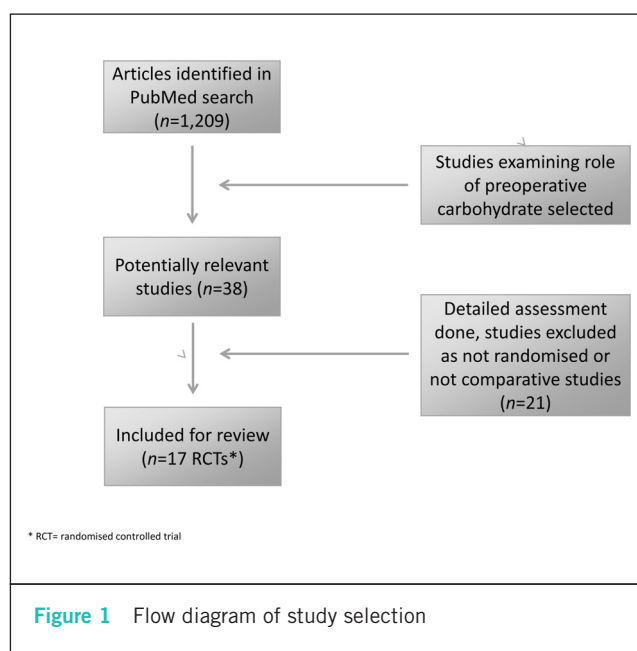 Articles identified in
PubMed search
(n=1,209)
Studies examining role
of preoperative
carbohydrate selected
Potentially relevant
studies (n=38)
Detailed assessment
done, studies excluded
as not randomised or
not comparative studies
(n=21)
Included for review
(n=17 RCTs*)
* RCT= randomised controlled trial
Figure 1 Flow diagram of study selection